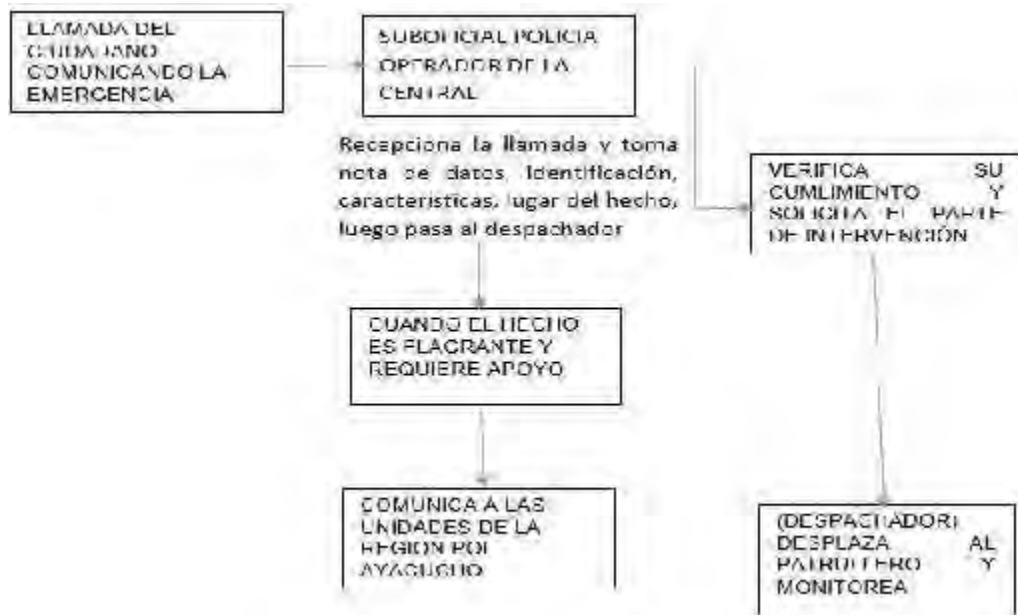 LLAMADA DEL
CIUDADANO
COMUNICANDO LA
EMERGENCIA
SUBOFICIAL POLICIA
OPERADOR DE LA
CENTRAL
Recepciona la llamada y toma
nota de datos, identificación,
características, lugar del hecho,
luego pasa al despachador
VERIFICA SU
CUMLIMIENTO Y
SOLICITA EL PARTE
DE INTERVENCIÓN
CUANDO EL HECHO
ES FLAGRANTE Y
REQUIERE APOYO
COMUNICA A LAS
UNIDADES DE LA
REGION POL
AYACUCHO
(DESPACHADOR)
DESPLAZA AL
PATRULLERO Y
MONITOREA